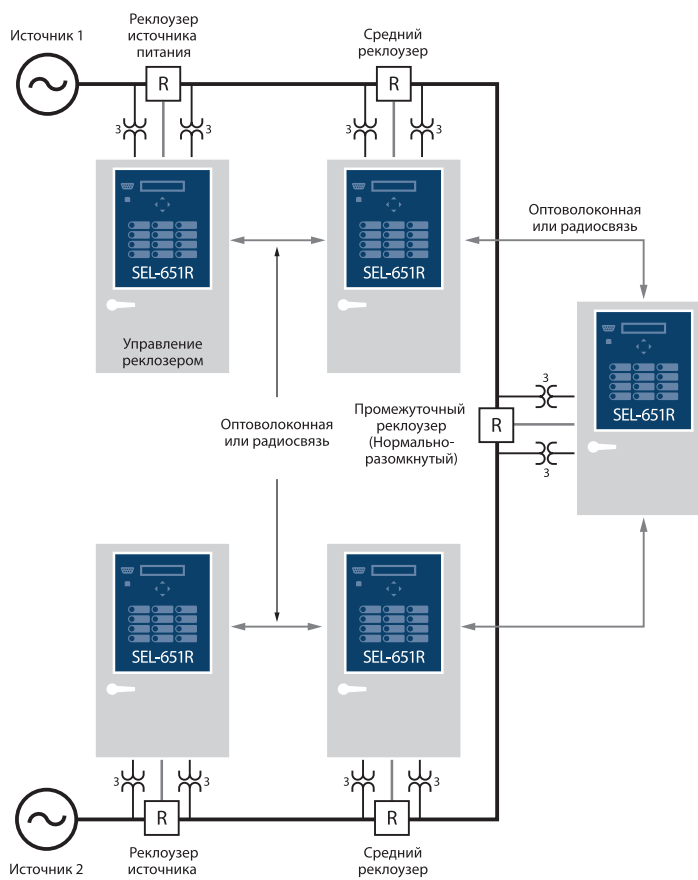 Источник 1
Реклоузер
источника
питания
Средний
реклоузер
R
R
3
3
3
3
SEL-651R
SEL-651R
Оптоволоконная
или радиосвязь
Управление
реклозером
SEL-651R
3
Оптоволоконная
или радиосвязь
Промежуточный
реклоузер
(Нормально-
разомкнутый)
R
3
SEL-651R
SEL-651R
3
3
3
3
R
R
Источник 2
Реклоузер
источника
Средний
реклоузер